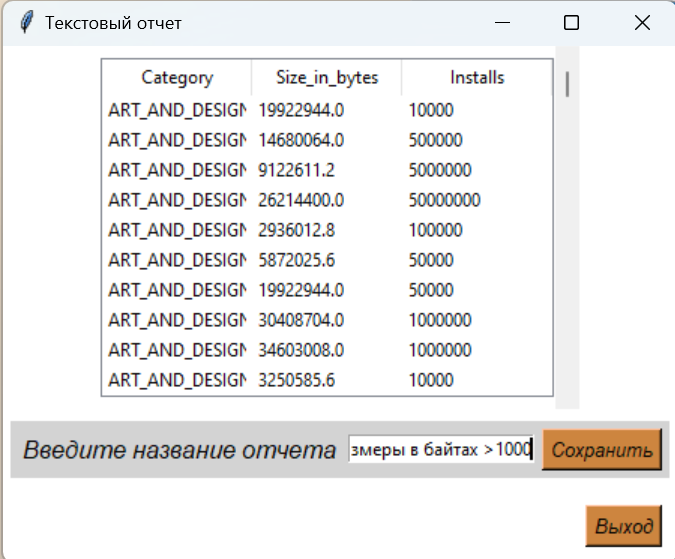 Текстовый отчет
Category Size_in_bytes Installs
ART_AND_DESIGN 19922944.0 10000
ART_AND_DESIGN 14680064.0 500000
ART_AND_DESIGN 9122611.2 5000000
ART_AND_DESIGN 26214400.0 50000000
ART_AND_DESIGN 2936012.8 100000
ART_AND_DESIGN 5872025.6 50000
ART_AND_DESIGN 19922944.0 50000
ART_AND_DESIGN 30408704.0 1000000
ART_AND_DESIGN 34603008.0 1000000
ART_AND_DESIGN 3250585.6 10000
Введите название отчета змеры в байтах >1000 Сохранить
Выход